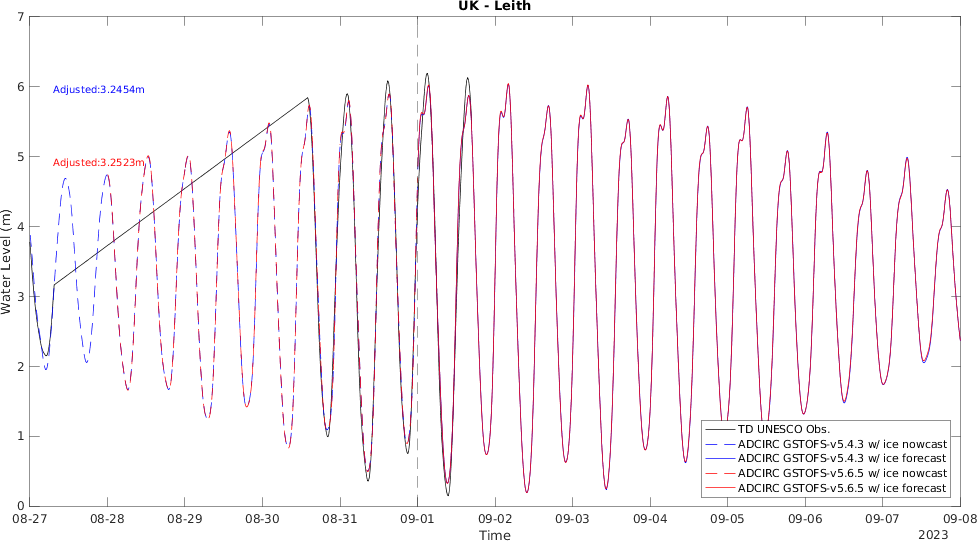 UK - Leith
7
6
5
4
3
2
1
0
Water Level (m)
Adjusted:3.2454m
Adjusted:3.2523m
TD UNESCO Obs.
ADCIRC GSTOFS-v5.4.3 w/ ice nowcast
ADCIRC GSTOFS-v5.4.3 w/ ice forecast
ADCIRC GSTOFS-v5.6.5 w/ ice nowcast
ADCIRC GSTOFS-v5.6.5 w/ ice forecast
08-27 08-28 08-29 08-30 08-31 09-01 09-02 09-03 09-04 09-05 09-06 09-07 09-08
Time
2023